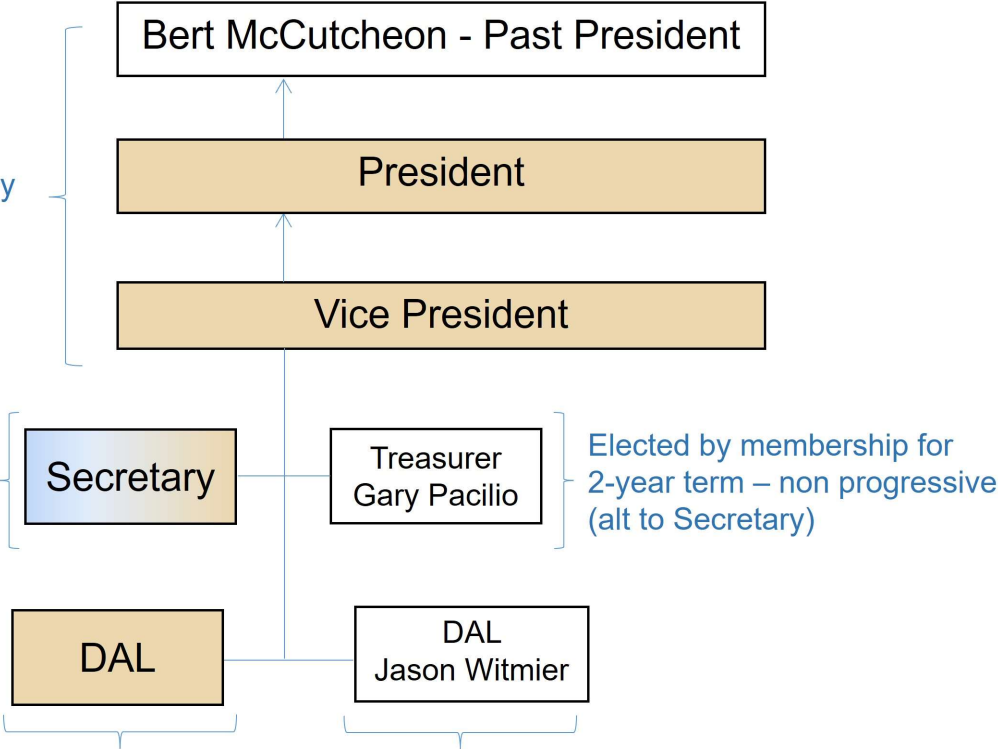 Bert McCutcheon - Past President
President
y
Vice President
Secretary
Treasurer
Gary Pacilio
Elected by membership for
2-year term – non progressive
(alt to Secretary)
DAL
DAL
Jason Witmier